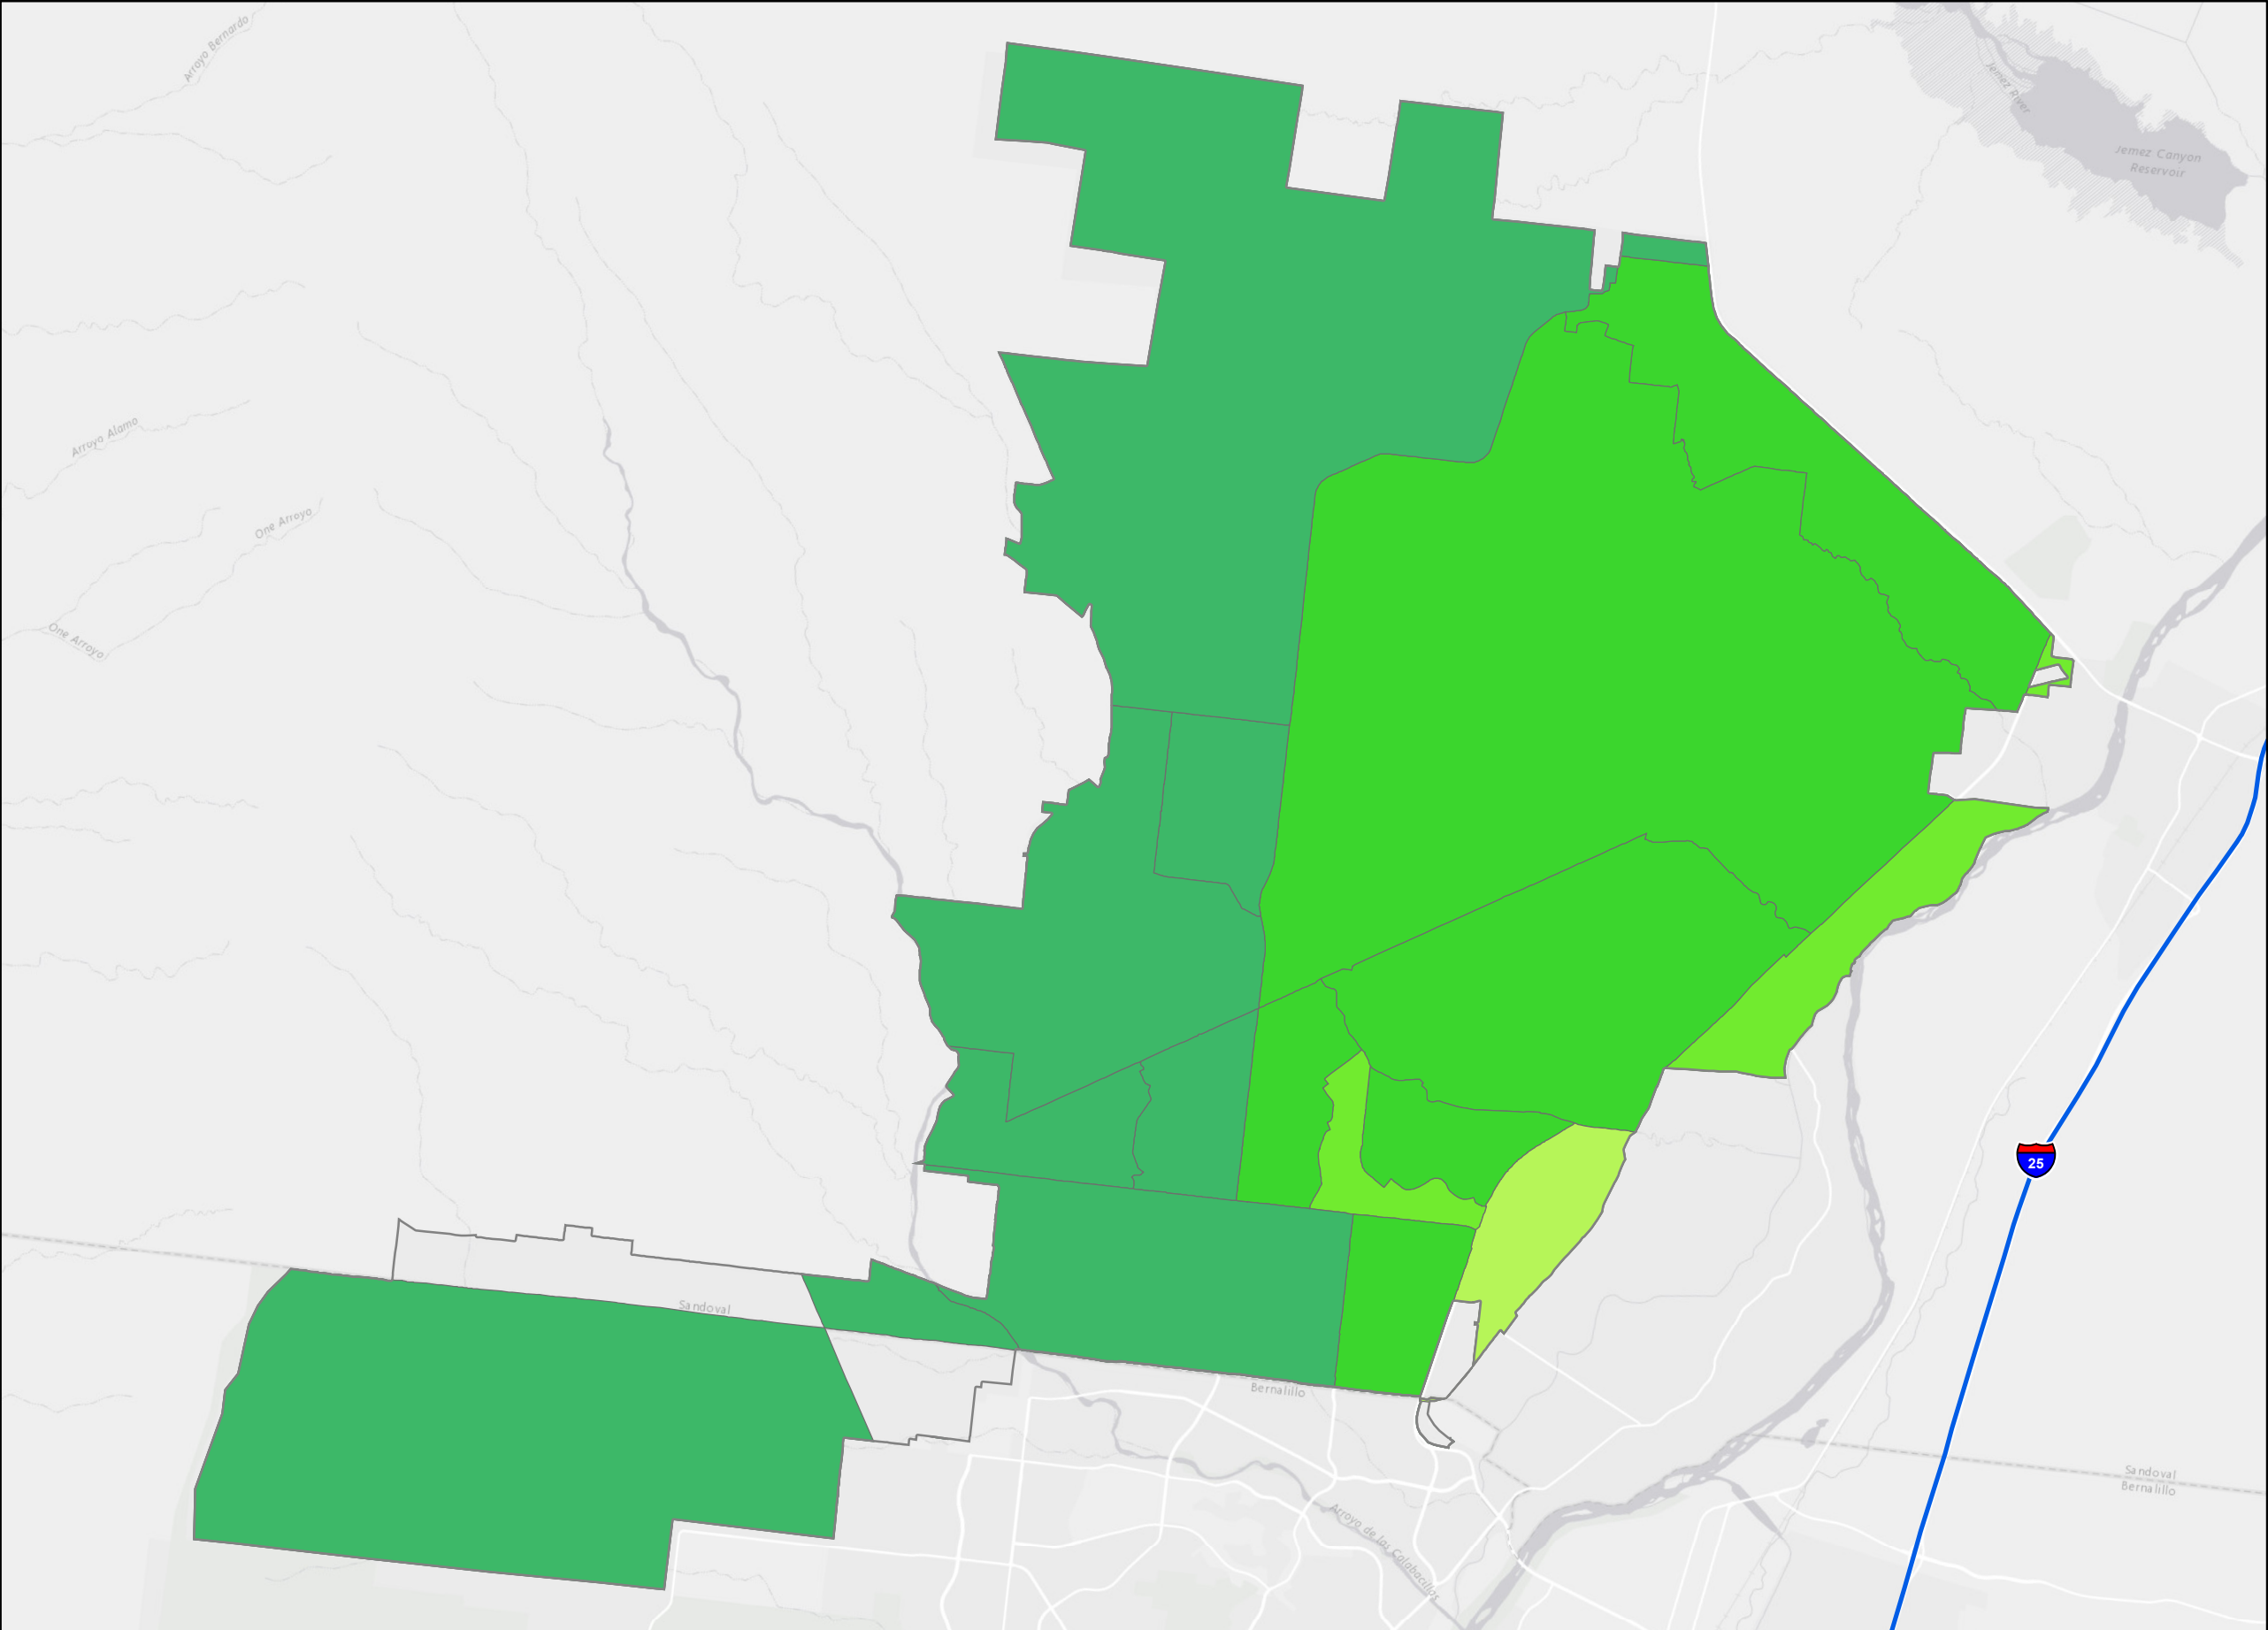 Arroyo Bernardo
Jemez River
Jemez Canyon
Reservoir
Arroyo Alamo
One Arroyo
One Arroyo
25
Sandoval
Bernalillo
Sandoval
Bernalillo
Arroyo de las Calabacillas